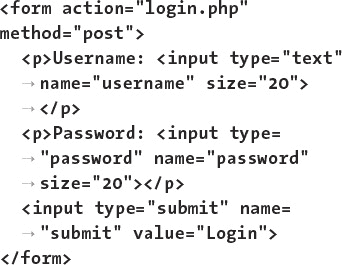 <form action="login.php"
method="post">
<p>Username: <input type="text"
→ name="username" size="20">
→ </p>
<p>Password: <input type=
→ "password" name="password"
→ size="20"></p>
<input type="submit" name=
→ "submit" value="Login">
</form>